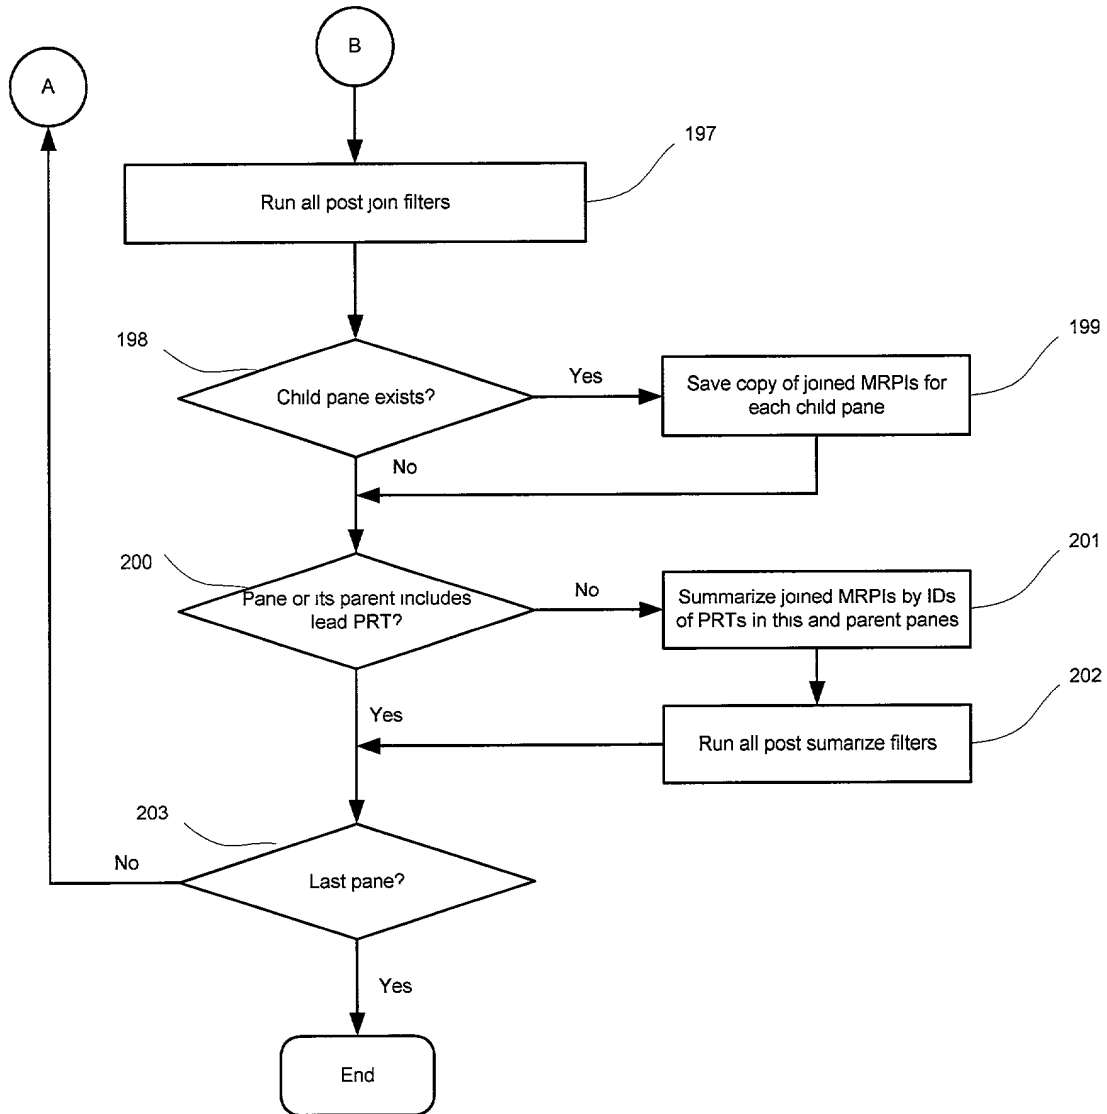 B
A
197
Run all post join filters
198
Child pane exists?
Yes
199
Save copy of joined MRPIs for
each child pane
No
200
Pane or its parent includes
lead PRT?
No
201
Summarize joined MRPIs by IDs
of PRTs in this and parent panes
202
Yes
Run all post sumarize filters
203
No
Last pane?
Yes
End